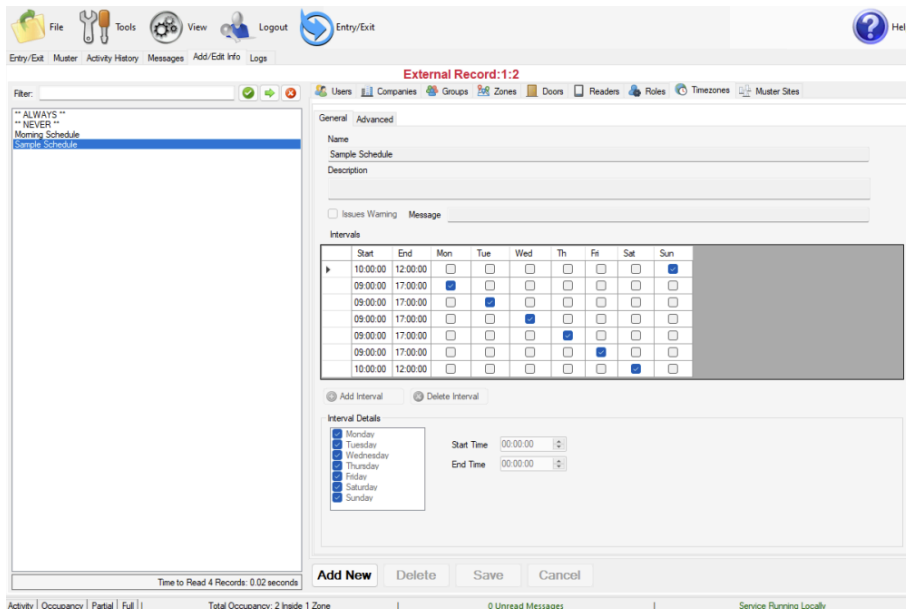 File Tools View Logout Entry/Exit Hel
Entry/Exit Muster Activity History Messages Add/Edit Info Logs
External Record:1:2
Filter:
Users Companies Groups Zones Doors Readers Roles Timezones Muster Sites
** ALWAYS **
** NEVER **
Morning Schedule
Sample Schedule
General Advanced
Name
Sample Schedule
Description
Issues Warning Message
Intervals
Start End Mon Tue Wed Th Fri Sat Sun
10:00:00 12:00:00
09:00:00 17:00:00
09:00:00 17:00:00
09:00:00 17:00:00
09:00:00 17:00:00
09:00:00 17:00:00
10:00:00 12:00:00
Add Interval Delete Interval
Interval Details
Monday
Tuesday
Wednesday
Thursday
Friday
Saturday
Sunday
Start Time 00:00:00
End Time 00:00:00
Time to Read 4 Records: 0.02 seconds
Add New Delete Save Cancel
Activity Occupancy Partial Full Total Occupancy: 2 Inside 1 Zone 0 Unread Messages Service Running Locally